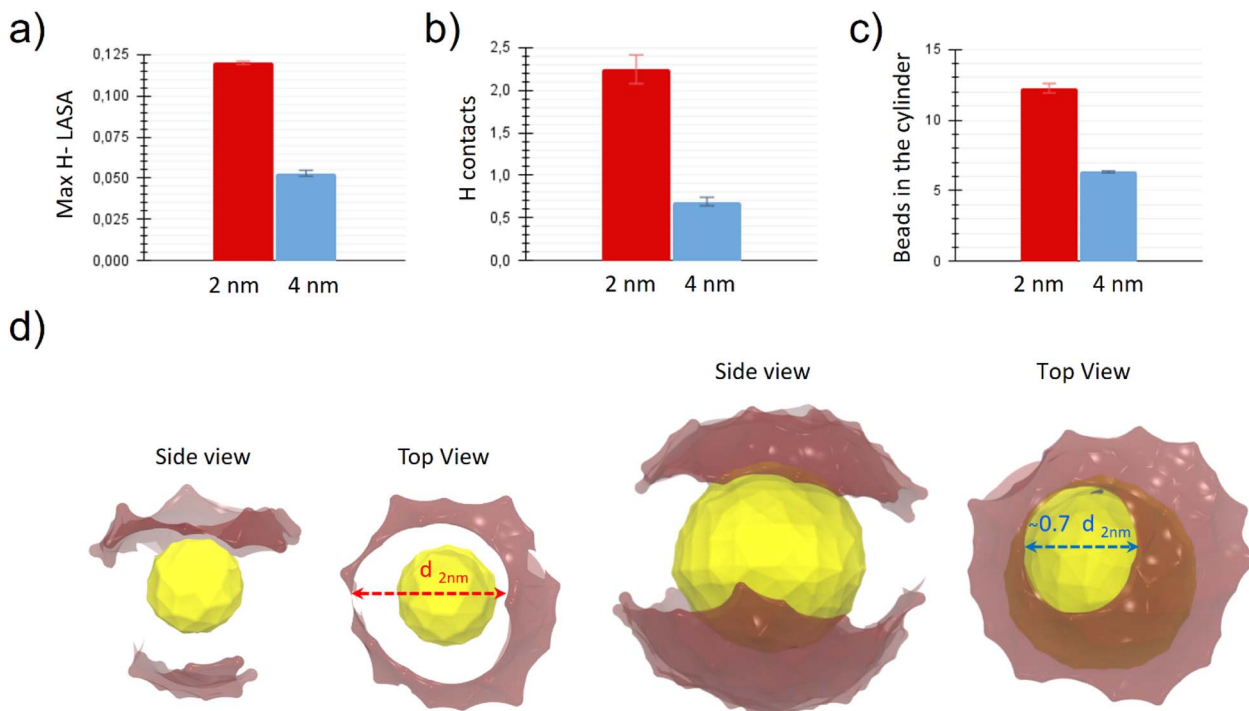 a)
Max H- LASA
0,125
0,100
0,075
0,050
0,025
0,000
2 nm 4 nm
b)
H contacts
2,5
2,0
1,5
1,0
0,5
0,0
2 nm 4 nm
c)
Beads in the cylinder
15
10
5
0
2 nm 4 nm
d)
Side view
Top View
d 2nm
Side view
Top View
~0.7 d 2nm